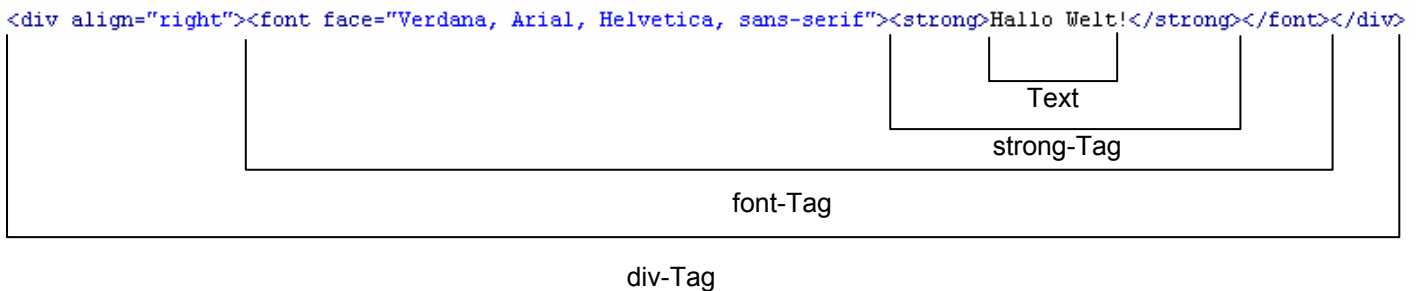 <div align="right"><font face="Verdana, Arial, Helvetica, sans-serif"><strong>Hallo Welt!</strong></font></div>
Text
strong-Tag
font-Tag
div-Tag